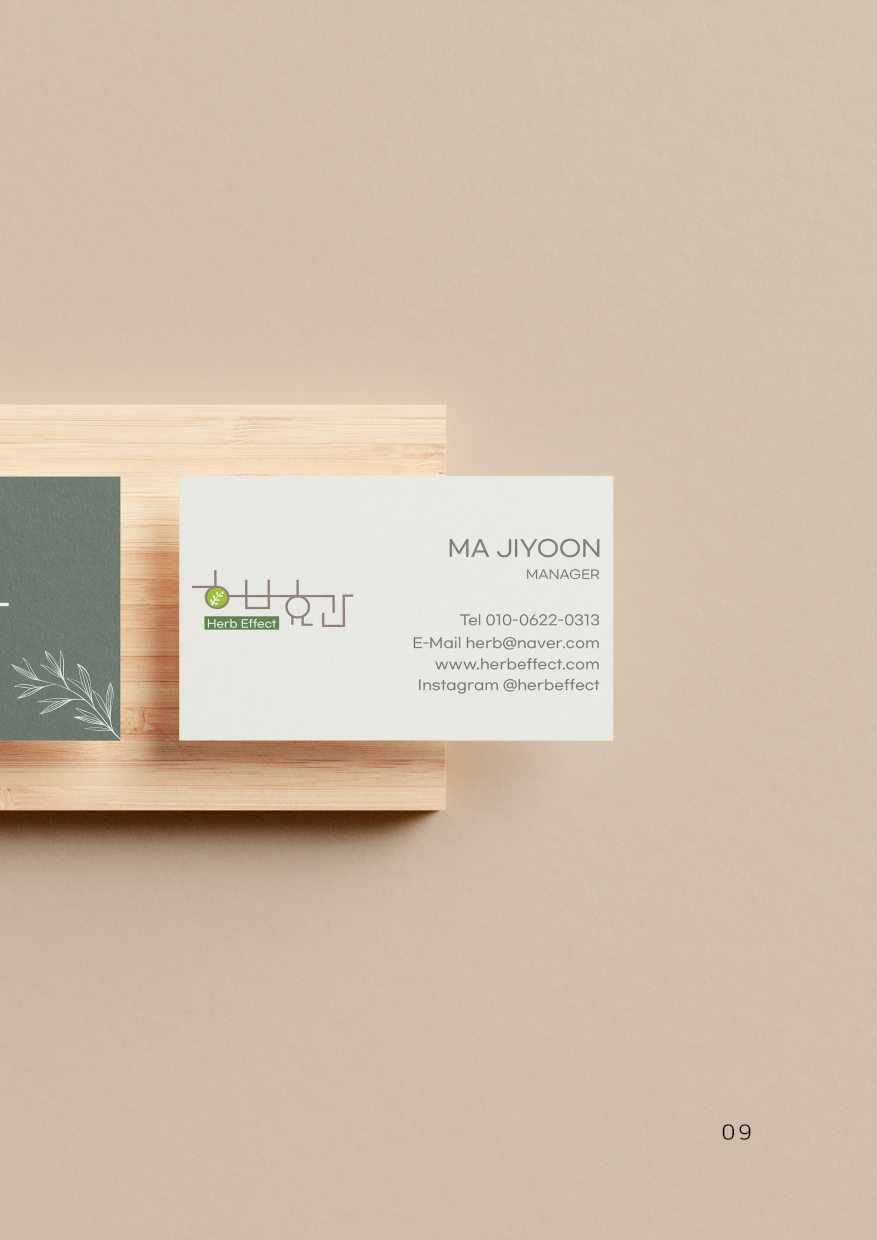 Herb Effect
MA JIYOON
MANAGER
Tel 010-0622-0313
E-Mail herb@naver.com
www.herbeffect.com
Instagram @herbeffect
09